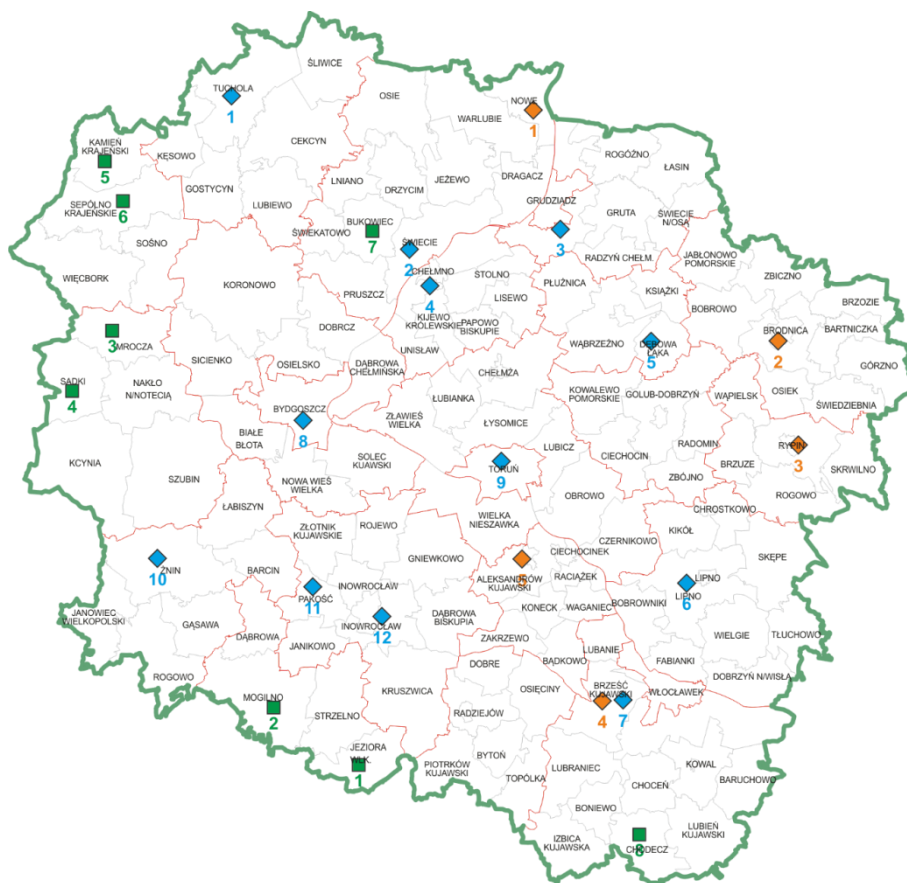 ŚLIWICE
TUCHOLA
1
OSIE
NOWE
1
WARLUBIE
CEKCYN
KAMIEŃ
KRAJEŃSKI
5
KĘSOWO
ROGÓŹNO
ŁASIN
LNIANO
DRZYCIM
JEŻEWO
DRAGACZ
GOSTYCYN
LUBIEWO
SĘPÓLNO
KRAJEŃSKIE
6
GRUDZIĄDZ
3
GRUTA
ŚWIECIE
N/OSĄ
BUKOWIEC
7
ŚWIEKATOWO
SOŚNO
ŚWIECIE
2
RADZYŃ CHEŁM.
JABŁONOWO
POMORSKIE
WIĘCBORK
CHEŁMNO
4
STOLNO
PŁUŻNICA
ZBICZNO
KORONOWO
PRUSZCZ
LISEWO
KSIĄŻKI
BRZOZIE
BOBROWO
KIJEWO
KRÓLEWSKIE
PAPOWO
BISKUPIE
DOBRCZ
BRODNICA
2
BARTNICZKA
3
MROCZA
WĄBRZEŹNO
DĘBOWA
ŁĄKA
5
UNISŁAW
SICIENKO
OSIELSKO
DĄBROWA
CHEŁMIŃSKA
GÓRZNO
CHEŁMŻA
SADKI
4
NAKŁO
N/NOTECIĄ
KOWALEWO
POMORSKIE
GOLUB-DOBRZYŃ
WĄPIELSK
OSIEK
ŁUBIANKA
ŚWIEDZIEBNIA
BYDGOSZCZ
8
ZŁAWIEŚ
WIELKA
ŁYSOMICE
BIAŁE
BŁOTA
LUBICZ
RADOMIN
RYPIN
3
KCYNIA
SOLEC
KUJAWSKI
CIECHOCIN
BRZUZE
TORUŃ
9
SKRWILNO
SZUBIN
NOWA WIEŚ
WIELKA
ZBÓJNO
OBROWO
ROGOWO
ŁABISZYN
CHROSTKOWO
WIELKA
NIESZAWKA
ZŁOTNIK
KUJAWSKIE
ROJEWO
KIKÓŁ
CZERNIKOWO
GNIEWKOWO
CIECHOCINEK
SKĘPE
10
ŻNIN
BARCIN
ALEKSANDRÓW
KUJAWSKI
RACIĄŻEK
LIPNO
LIPNO
6
INOWROCŁAW
PAKOŚĆ
11
BOBROWNIKI
KONECK
WAGANIEC
JANOWIEC
WIELKOPOLSKI
GĄSAWA
INOWROCŁAW
12
DĄBROWA
BISKUPIA
DĄBROWA
JANIKOWO
ZAKRZEWO
WIELGIE
TŁUCHOWO
LUBANIE
DOBRE
BĄDKOWO
FABIANKI
ROGOWO
DOBRZYŃ N/WISŁĄ
MOGILNO
2
KRUSZWICA
OSIĘCINY
BRZEŚĆ
KUJAWSKI
4
7
WŁOCŁAWEK
STRZELNO
RADZIEJÓW
JEZIORA
WLK.
1
BYTOŃ
PIOTRKÓW
KUJAWSKI
TOPÓLKA
LUBRANIEC
KOWAL
BARUCHOWO
CHOCEŃ
BONIEWO
IZBICA
KUJAWSKA
CHODECZ
8
LUBIEŃ
KUJAWSKI